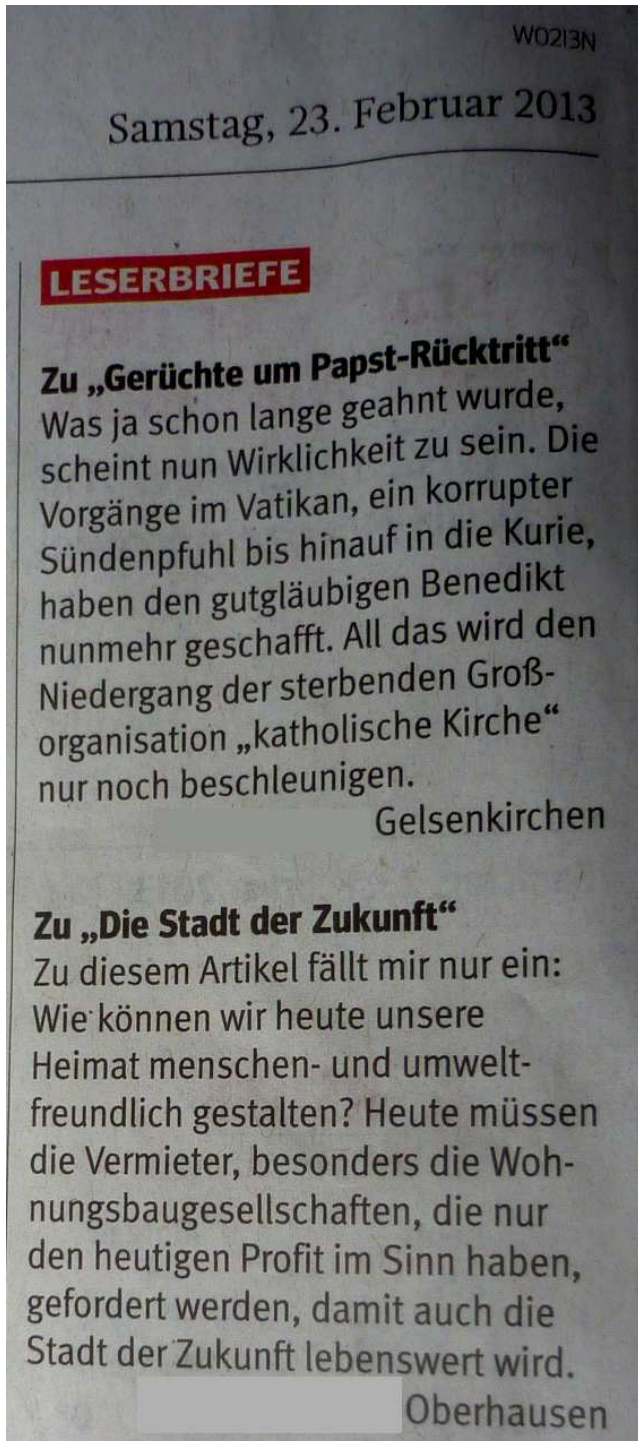 WO2I3N
Samstag, 23. Februar 2013
LESERBRIEFE
Zu „Gerüchte um Papst-Rücktritt“
Was ja schon lange geahnt wurde,
scheint nun Wirklichkeit zu sein. Die
Vorgänge im Vatikan, ein korrupter
Sündenpfuhl bis hinauf in die Kurie,
haben den gutgläubigen Benedikt
nunmehr geschafft. All das wird den
Niedergang der sterbenden Groß-
organisation „katholische Kirche“
nur noch beschleunigen.
Gelsenkirchen
Zu „Die Stadt der Zukunft“
Zu diesem Artikel fällt mir nur ein:
Wie können wir heute unsere
Heimat menschen- und umwelt-
freundlich gestalten? Heute müssen
die Vermieter, besonders die Woh-
nungsbaugesellschaften, die nur
den heutigen Profit im Sinn haben,
gefordert werden, damit auch die
Stadt der Zukunft lebenswert wird.
Oberhausen